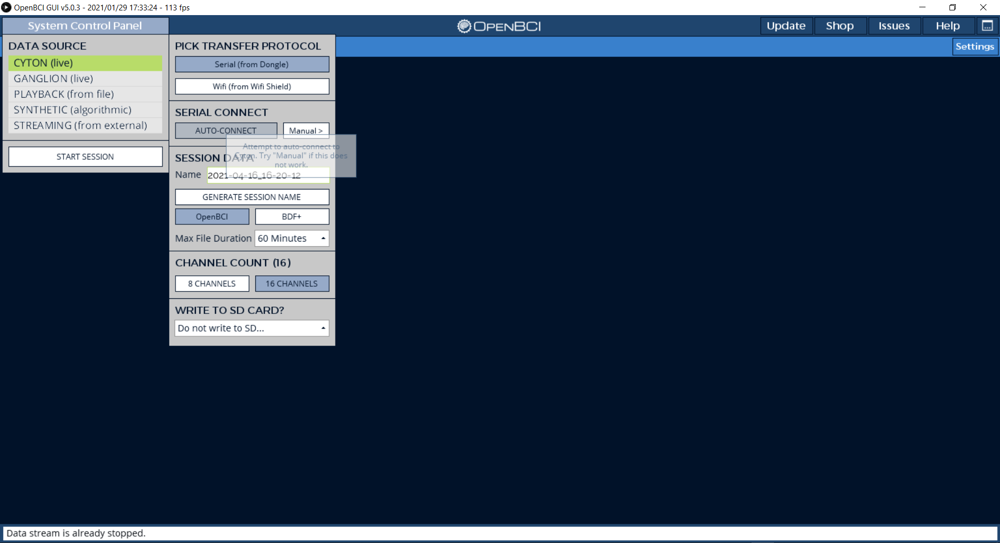 OpenBCI GUI v5.0.3 - 2021/01/29 17:33:24 - 113 fps
System Control Panel
OPENBCI
Update
Shop
Issues
Help
Settings
DATA SOURCE
CYTON (live)
GANGLION (live)
PLAYBACK (from file)
SYNTHETIC (algorithmic)
STREAMING (from external)
START SESSION
PICK TRANSFER PROTOCOL
Serial (from Dongle)
Wifi (from Wifi Shield)
SERIAL CONNECT
AUTO-CONNECT
Manual >
Attempt to auto-connect to
Cyton. Try "Manual" if this does
not work.
SESSION DATA
Name
2021-04-16_16-20-12
GENERATE SESSION NAME
OpenBCI
BDF+
Max File Duration
60 Minutes
CHANNEL COUNT (16)
8 CHANNELS
16 CHANNELS
WRITE TO SD CARD?
Do not write to SD...
Data stream is already stopped.